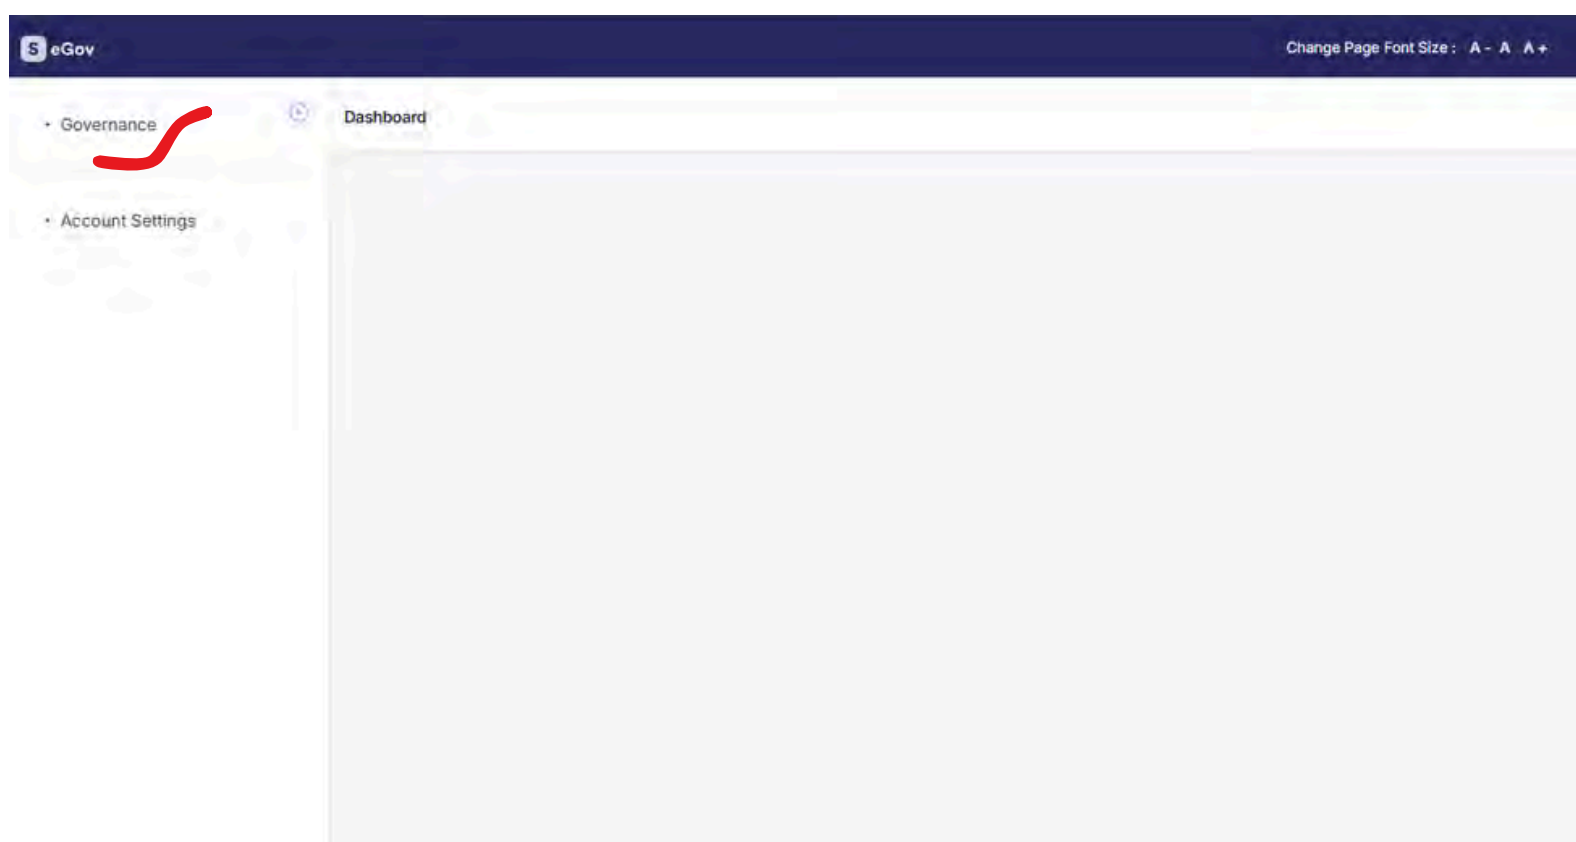 S eGov
Change Page Font Size : A - A A +
• Governance
Dashboard
• Account Settings